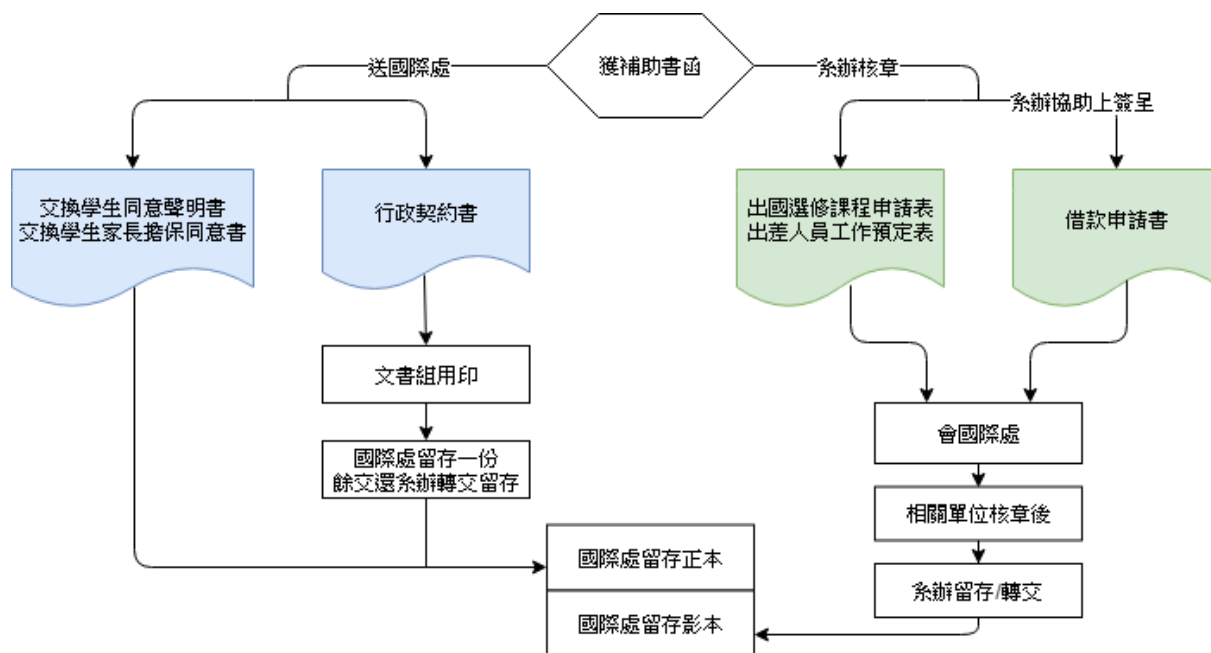 獲補助書函
送國際處
系辦核章
系辦協助上簽呈
交換學生同意聲明書
交換學生家長擔保同意書
行政契約書
出國選修課程申請表
出差人員工作預定表
借款申請書
文書組用印
國際處留存一份
餘交還系辦轉交留存
會國際處
相關單位核章後
系辦留存/轉交
國際處留存正本
國際處留存影本